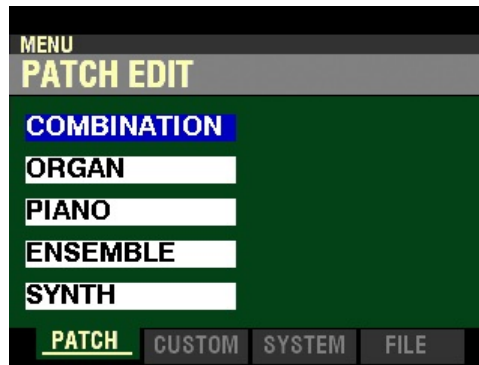 MENU
PATCH EDIT
COMBINATION
ORGAN
PIANO
ENSEMBLE
SYNTH
PATCH CUSTOM SYSTEM FILE